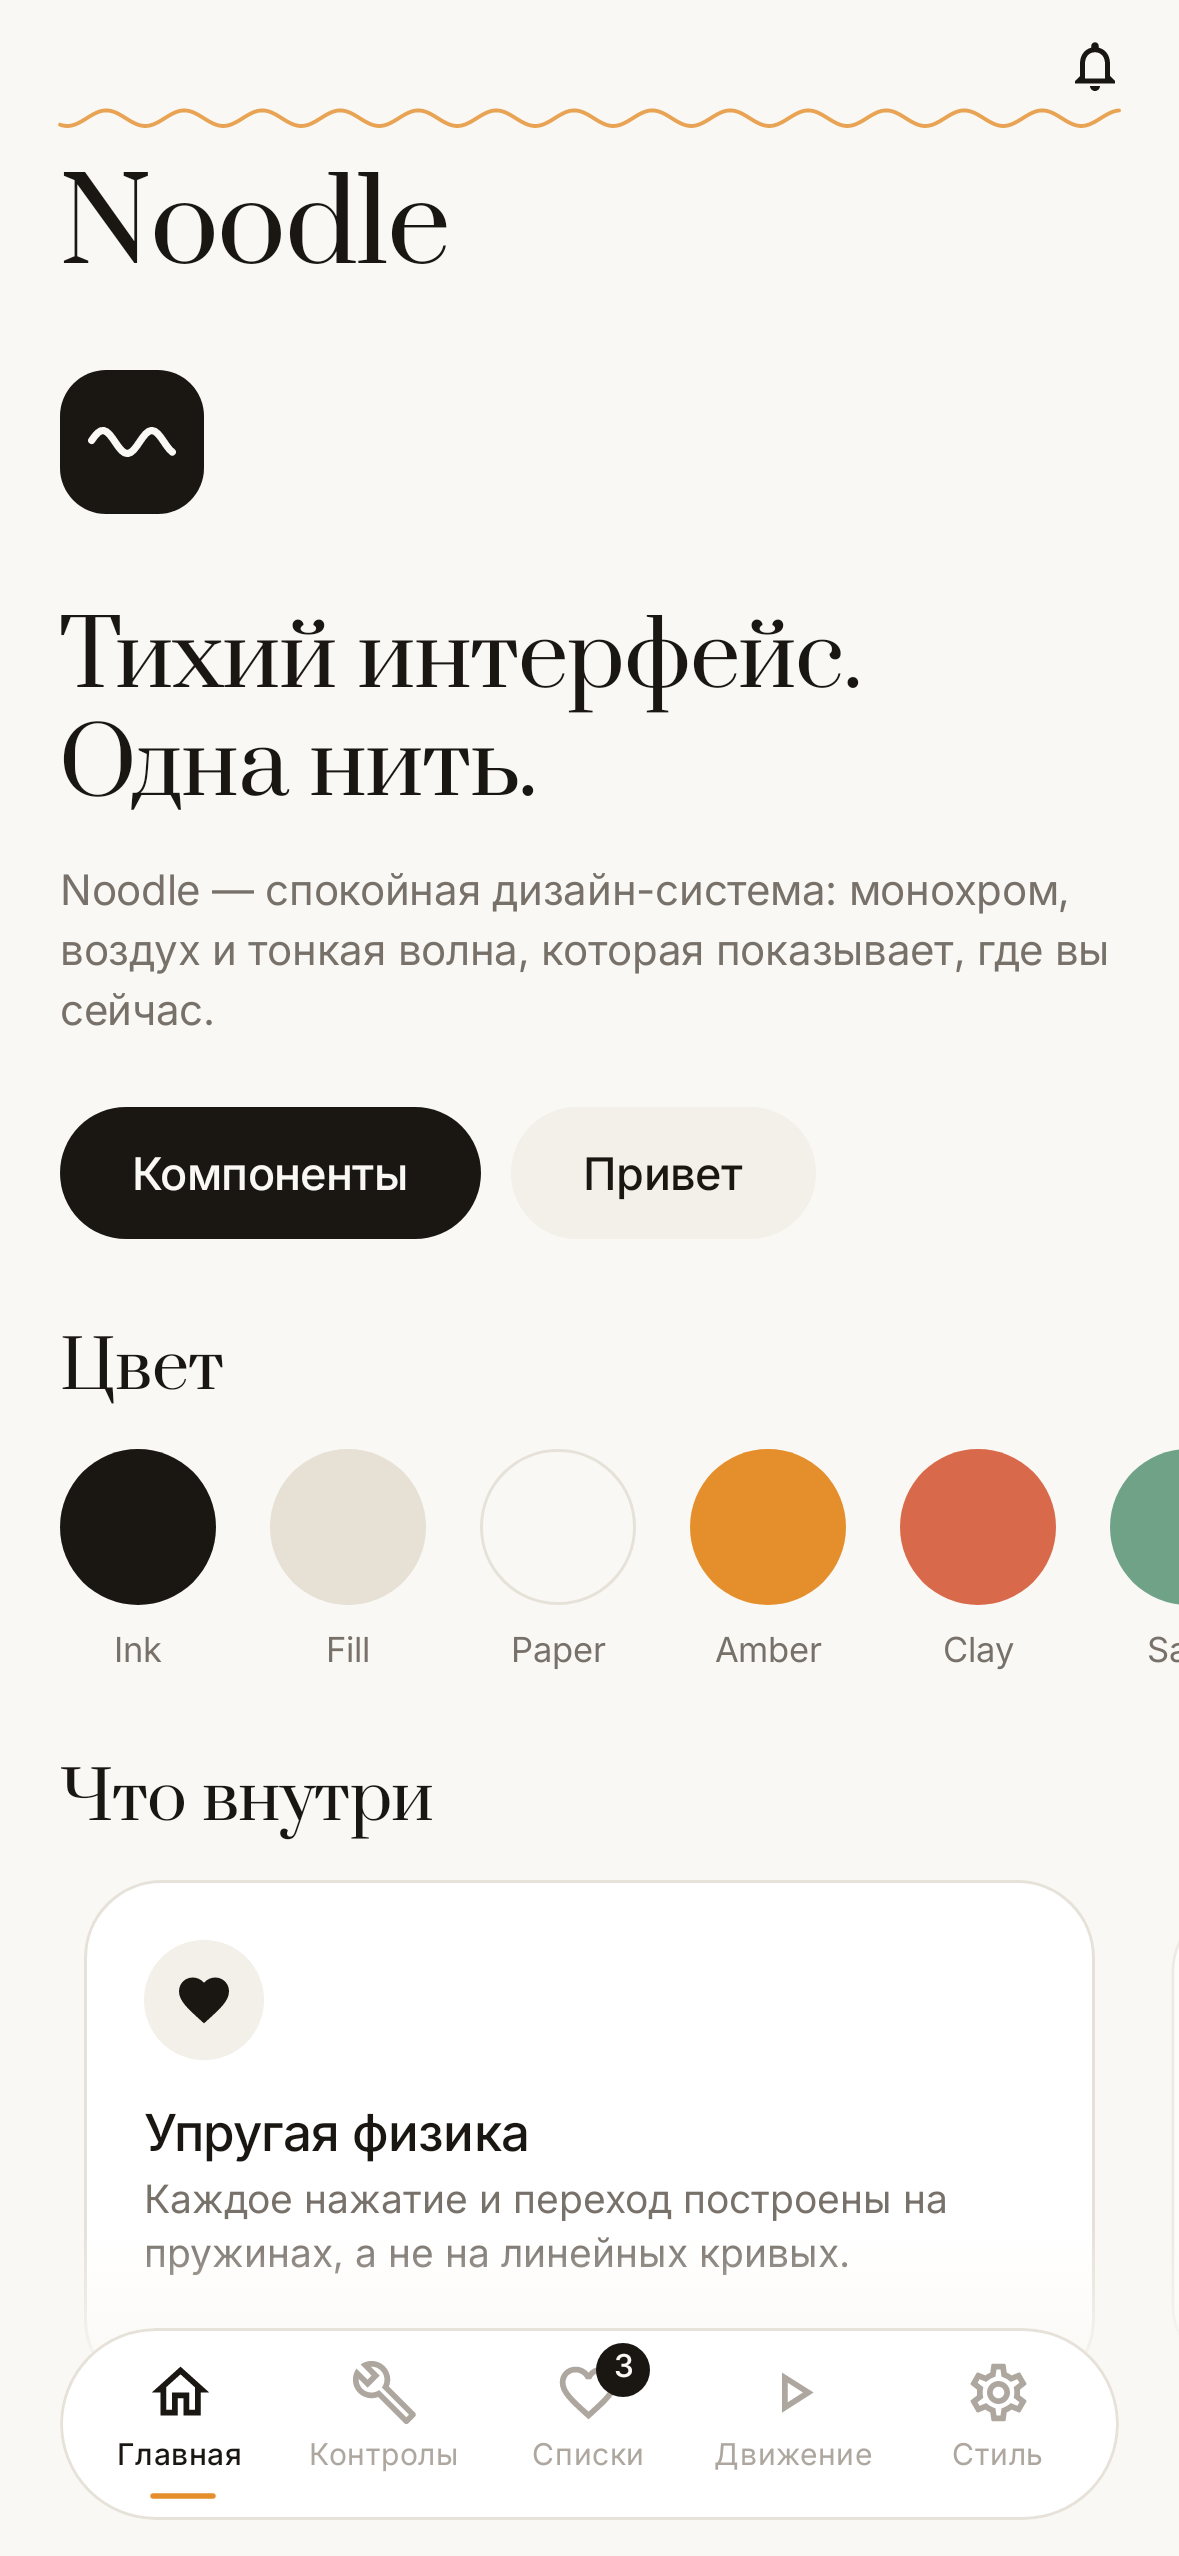 Noodle
Тихий интерфейс.
Одна нить.
Noodle — спокойная дизайн-система: монохром,
воздух и тонкая волна, которая показывает, где вы
сейчас.
Компоненты
Привет
Цвет
Ink
Fill
Paper
Amber
Clay
Sa
Что внутри
Упругая физика
Каждое нажатие и переход построены на
пружинах, а не на линейных кривых.
3
Главная
Контролы
Списки
Движение
Стиль